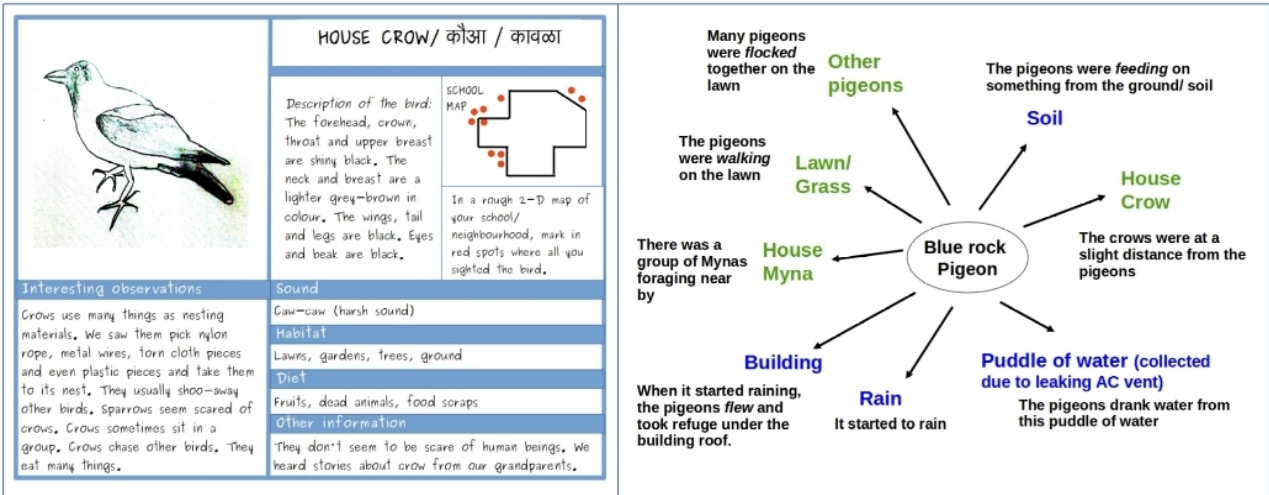 HOUSE CROW/ कौआ / कावळा
Description of the bird:
The forehead, crown,
throat and upper breast
are shiny black. The
neck and breast are a
lighter grey-brown in
colour. The wings, tail
and legs are black. Eyes
and beak are black.
SCHOOL
MAP
In a rough 2-D map of
your school/
neighbourhood, mark in
red spots where all you
sighted the bird.
Interesting observations
Crows use many things as nesting
materials. We saw them pick nylon
rope, metal wires, torn cloth pieces
and even plastic pieces and take them
to its nest. They usually shoo-away
other birds. Sparrows seem scared of
crows. Crows sometimes sit in a
group. Crows chase other birds. They
eat many things.
Sound
Caw-caw (harsh sound)
Habitat
Lawns, gardens, trees, ground
Diet
Fruits, dead animals, food scraps
Other information
They don't seem to be scare of human beings. We
heard stories about crow from our grandparents.
Many pigeons
were flocked
together on the
lawn
Other
pigeons
The pigeons were feeding on
something from the ground/ soil
Soil
The pigeons
were walking
on the lawn
Lawn/
Grass
House
Crow
The crows were at a
slight distance from the
pigeons
There was a
group of Mynas
foraging near
by
House
Myna
Blue rock
Pigeon
Building
When it started raining,
the pigeons flew and
took refuge under the
building roof.
Rain
It started to rain
Puddle of water (collected
due to leaking AC vent)
The pigeons drank water from
this puddle of water